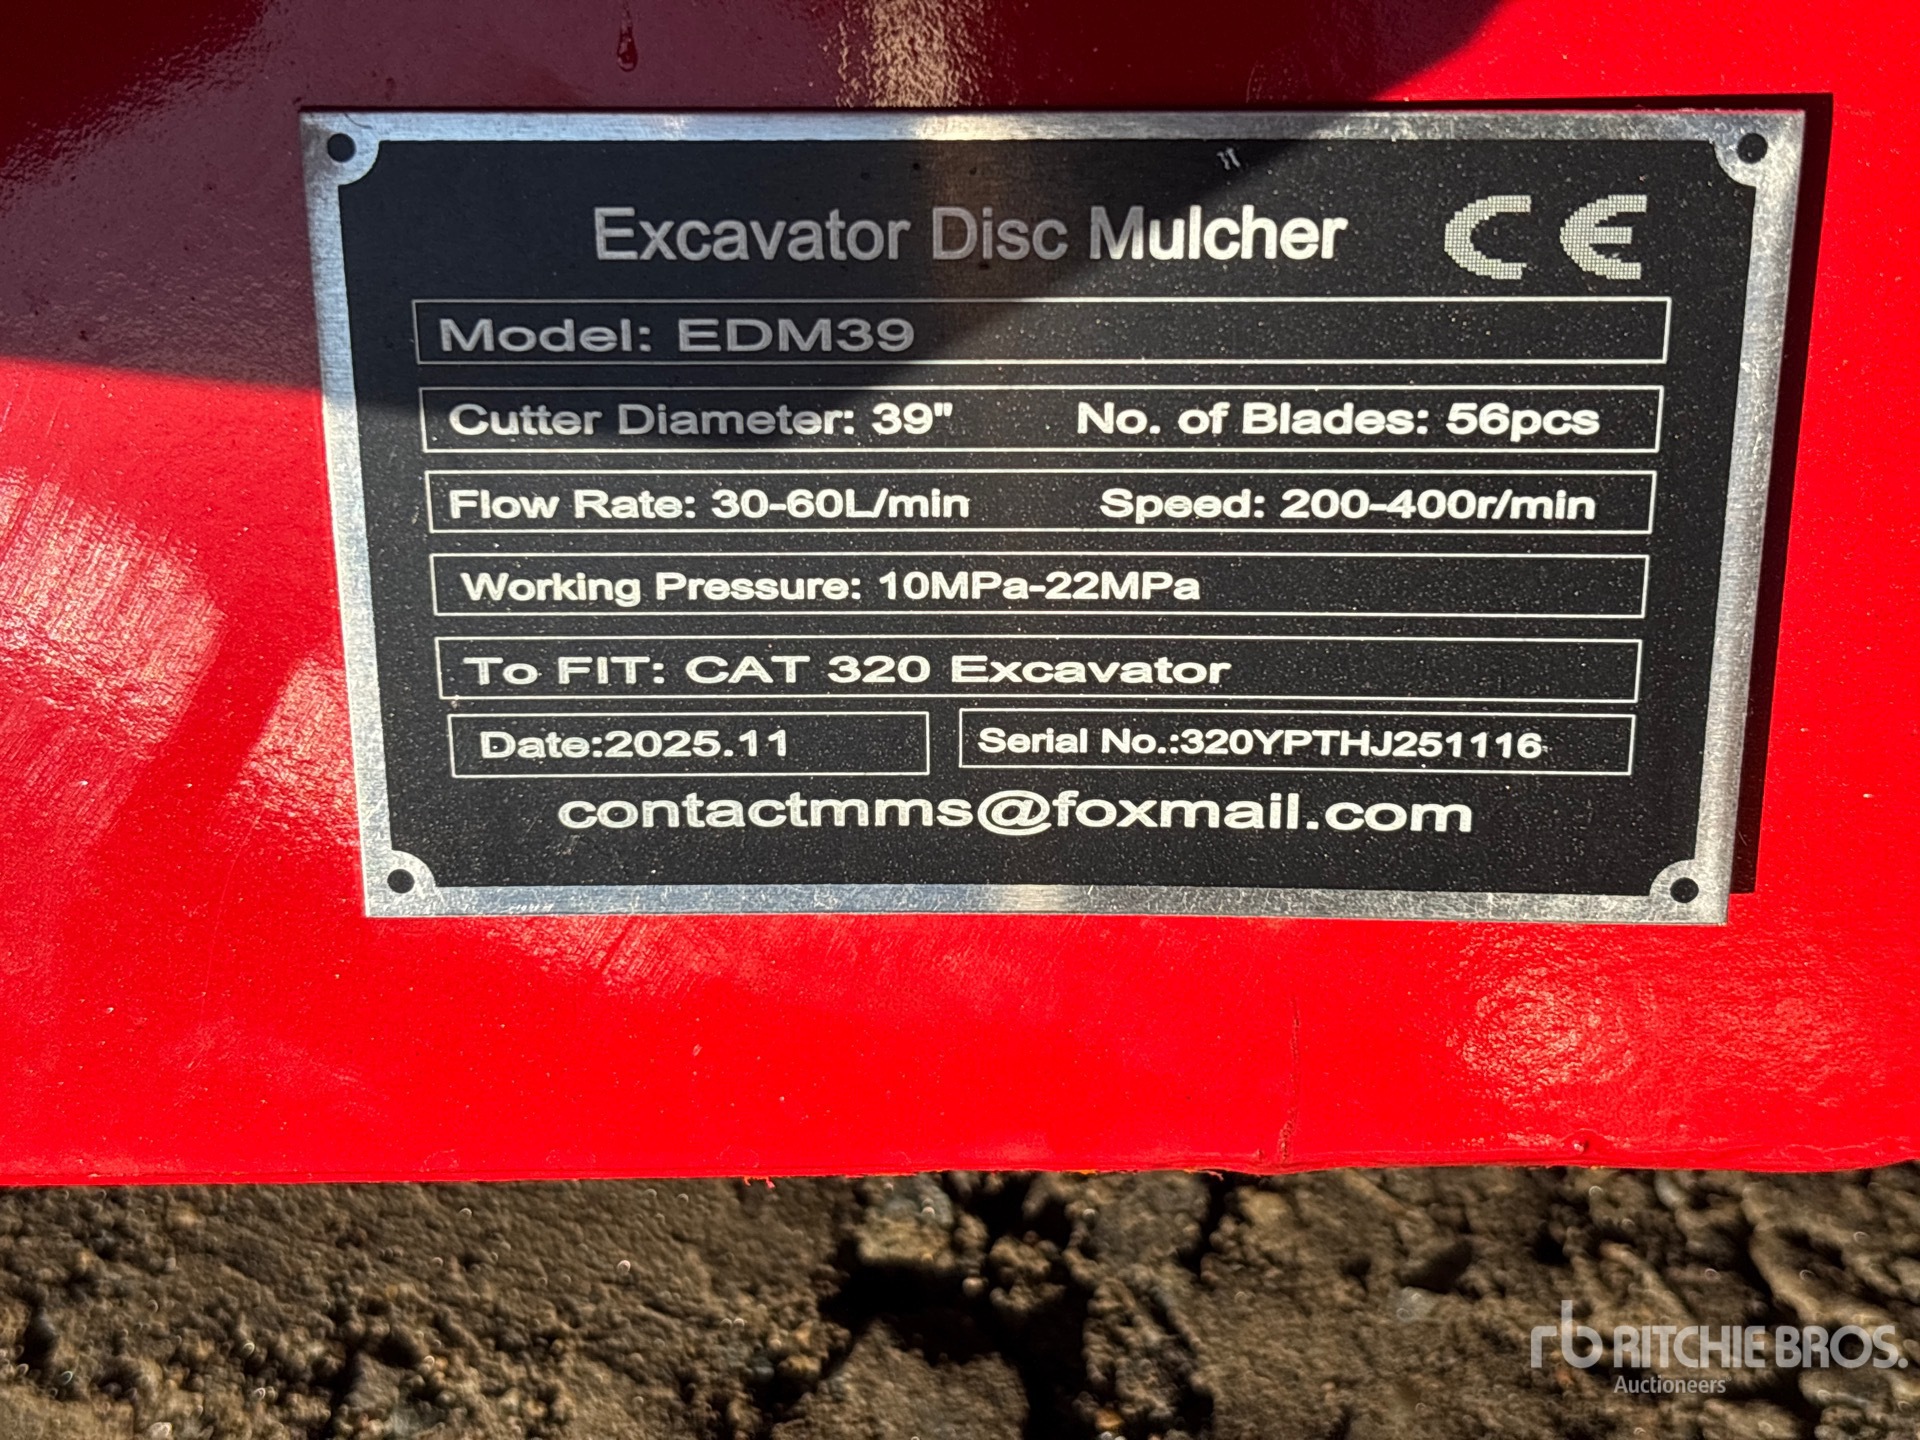 Excavator Disc Mulcher CE
Model: EDM39
Cutter Diameter: 39" No. of Blades: 56pcs
Flow Rate: 30-60L/min Speed: 200-400r/min
Working Pressure: 10MPa-22MPa
To FIT: CAT 320 Excavator
Date:2025.11 Serial No.:320YPTHJ251116
contactmms@foxmail.com
rb RITCHIE BROS.
Auctioneers